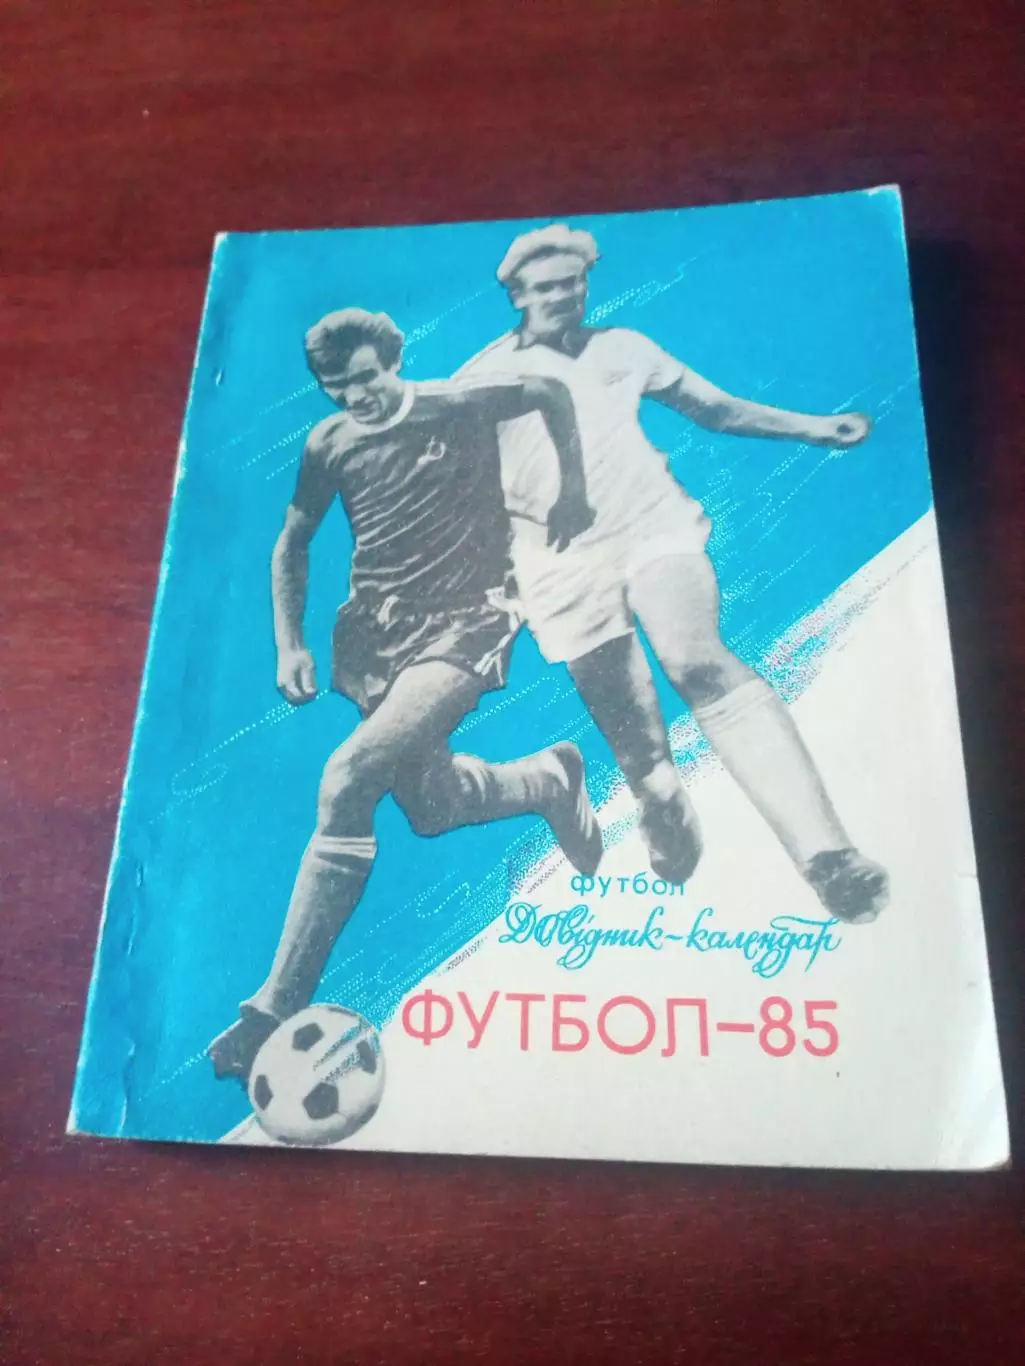 футбол
Довідник-календар
ФУТБОЛ-85